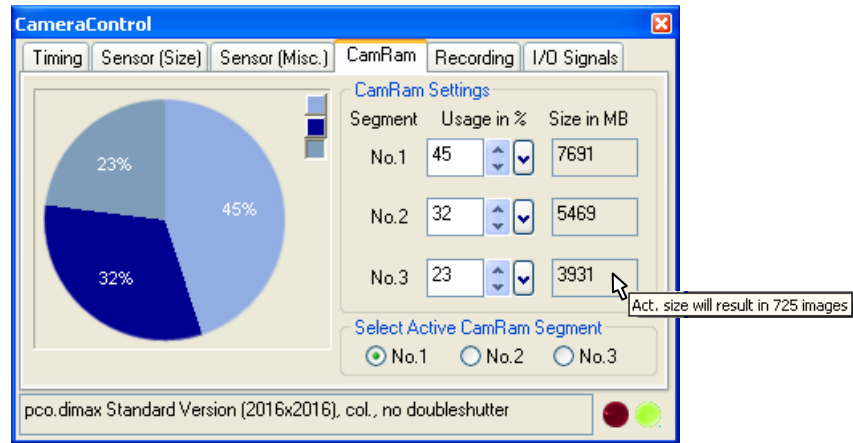 CameraControl
Timing Sensor (Size) Sensor (Misc.) CamRam Recording I/O Signals
CamRam Settings
Segment Usage in % Size in MB
No.1 45 7691
No.2 32 5469
No.3 23 3931
23%
45%
32%
Act. size will result in 725 images
Select Active CamRam Segment
No.1 No.2 No.3
pco.dimax Standard Version (2016x2016), col., no doubleshutter